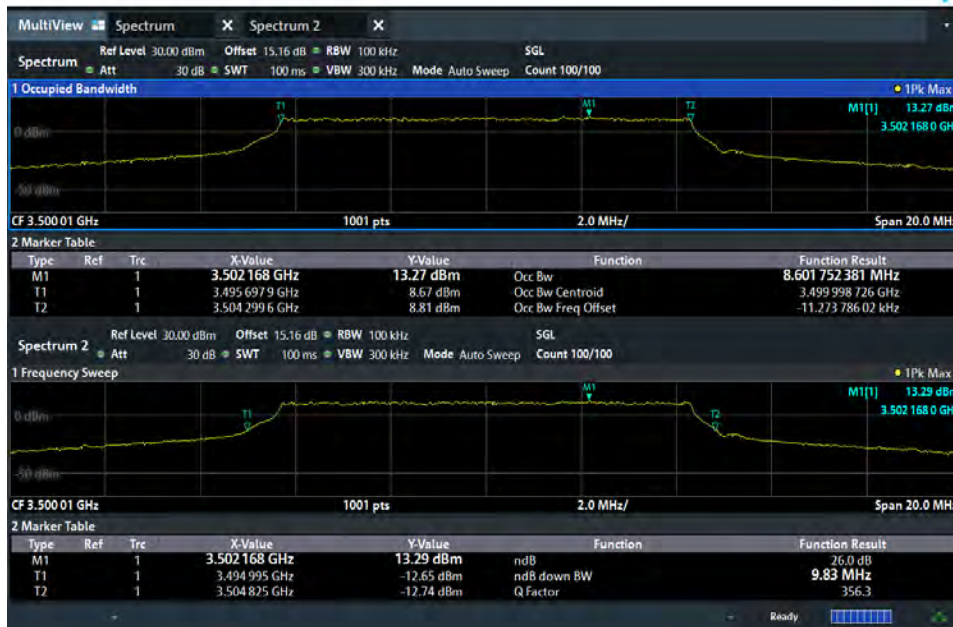 MultiView Spectrum X Spectrum 2 X
Spectrum Ref Level 30.00 dBm Offset 15.16 dB RBW 100 kHz SGL
Att 30 dB SWT 100 ms VBW 300 kHz Mode Auto Sweep Count 100/100
1 Occupied Bandwidth 1Pk Max
T1 M1 T2 M1[1] 13.27 dBm
0 dBm 3.502 168 0 GH
-50 dBm
CF 3.500 01 GHz 1001 pts 2.0 MHz/ Span 20.0 MH
2 Marker Table
Type Ref Trc X-Value Y-Value Function Function Result
M1 1 3.502 168 GHz 13.27 dBm Occ Bw 8.601 752 381 MHz
T1 1 3.495 697 9 GHz 8.67 dBm Occ Bw Centroid 3.499 998 726 GHz
T2 1 3.504 299 6 GHz 8.81 dBm Occ Bw Freq Offset -11.273 786 02 kHz
Spectrum 2 Ref Level 30.00 dBm Offset 15.16 dB RBW 100 kHz SGL
Att 30 dB SWT 100 ms VBW 300 kHz Mode Auto Sweep Count 100/100
1 Frequency Sweep 1Pk Max
M1 M1[1] 13.29 dBm
0 dBm T1 T2 3.502 168 0 GH
-50 dBm
CF 3.500 01 GHz 1001 pts 2.0 MHz/ Span 20.0 MH
2 Marker Table
Type Ref Trc X-Value Y-Value Function Function Result
M1 1 3.502 168 GHz 13.29 dBm ndB 26.0 dB
T1 1 3.494 995 GHz -12.65 dBm ndB down BW 9.83 MHz
T2 1 3.504 825 GHz -12.74 dBm Q Factor 356.3
Ready